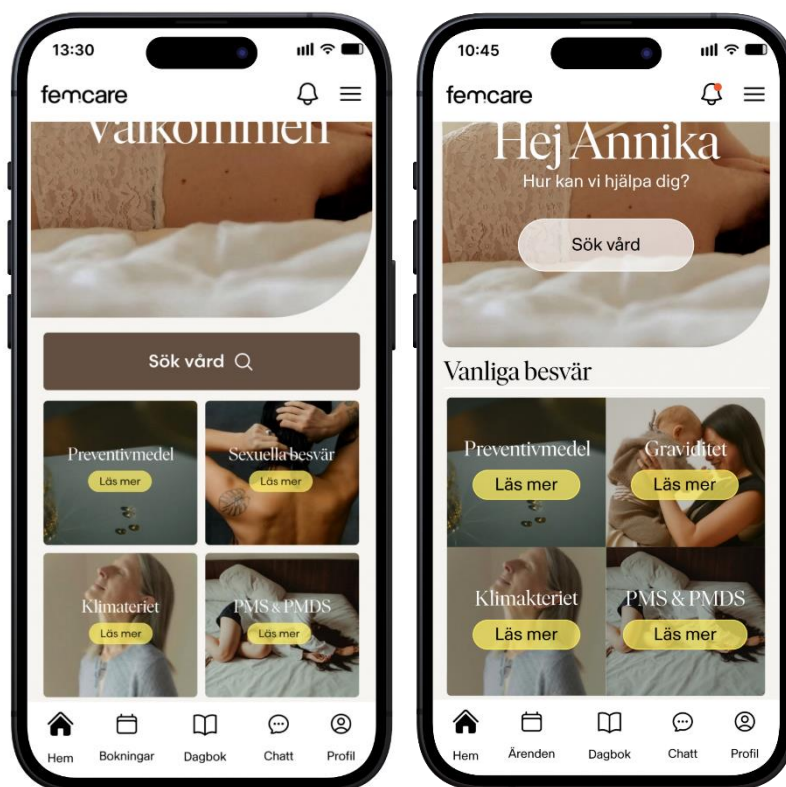 13:30
femcare
Välkommen
Sök vård
Preventivmedel
Läs mer
Sexuella besvär
Läs mer
Klimateriet
Läs mer
PMS & PMDS
Läs mer
Hem
Bokningar
Dagbok
Chatt
Profil
10:45
femcare
Hej Annika
Hur kan vi hjälpa dig?
Sök vård
Vanliga besvär
Preventivmedel
Läs mer
Graviditet
Läs mer
Klimakteriet
Läs mer
PMS & PMDS
Läs mer
Hem
Ärenden
Dagbok
Chatt
Profil